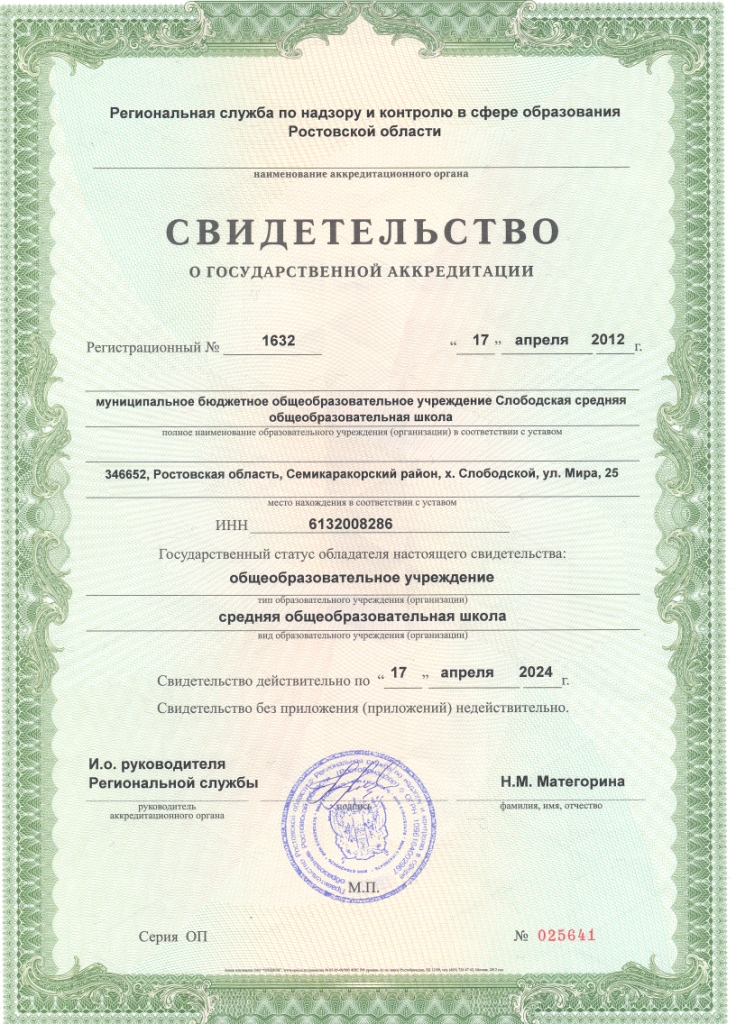 Региональная служба по надзору и контролю в сфере образования
Ростовской области
наименование аккредитационного органа
СВИДЕТЕЛЬСТВО
О ГОСУДАРСТВЕННОЙ АККРЕДИТАЦИИ
Регистрационный № 1632 “ 17 ” апреля 2012 г.
муниципальное бюджетное общеобразовательное учреждение Слободская средняя
общеобразовательная школа
полное наименование образовательного учреждения (организации) в соответствии с уставом
346652, Ростовская область, Семикаракорский район, х. Слободской, ул. Мира, 25
место нахождения в соответствии с уставом
ИНН 6132008286
Государственный статус обладателя настоящего свидетельства:
общеобразовательное учреждение
тип образовательного учреждения (организации)
средняя общеобразовательная школа
вид образовательного учреждения (организации)
Свидетельство действительно по “ 17 ” апреля 2024 г.
Свидетельство без приложения (приложений) недействительно.
И.о. руководителя
Региональной службы Н.М. Матегорина
руководитель подпись фамилия, имя, отчество
аккредитационного органа
М.П.
Серия ОП № 025641